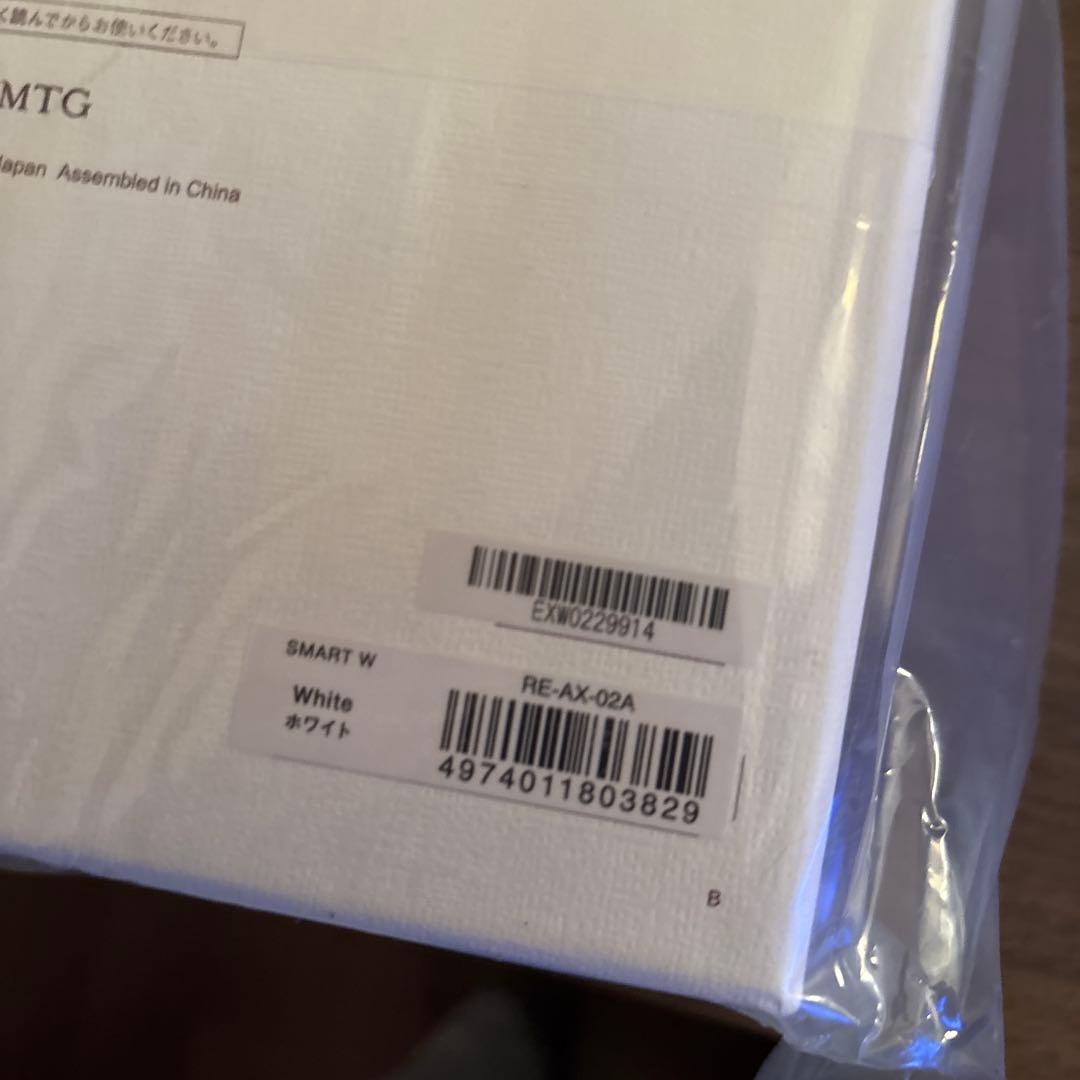 く読んでからお使いください。
MTG
Japan Assembled in China
EXW0229914
SMART W
RE-AX-02A
White
ホワイト
4974011803829
B